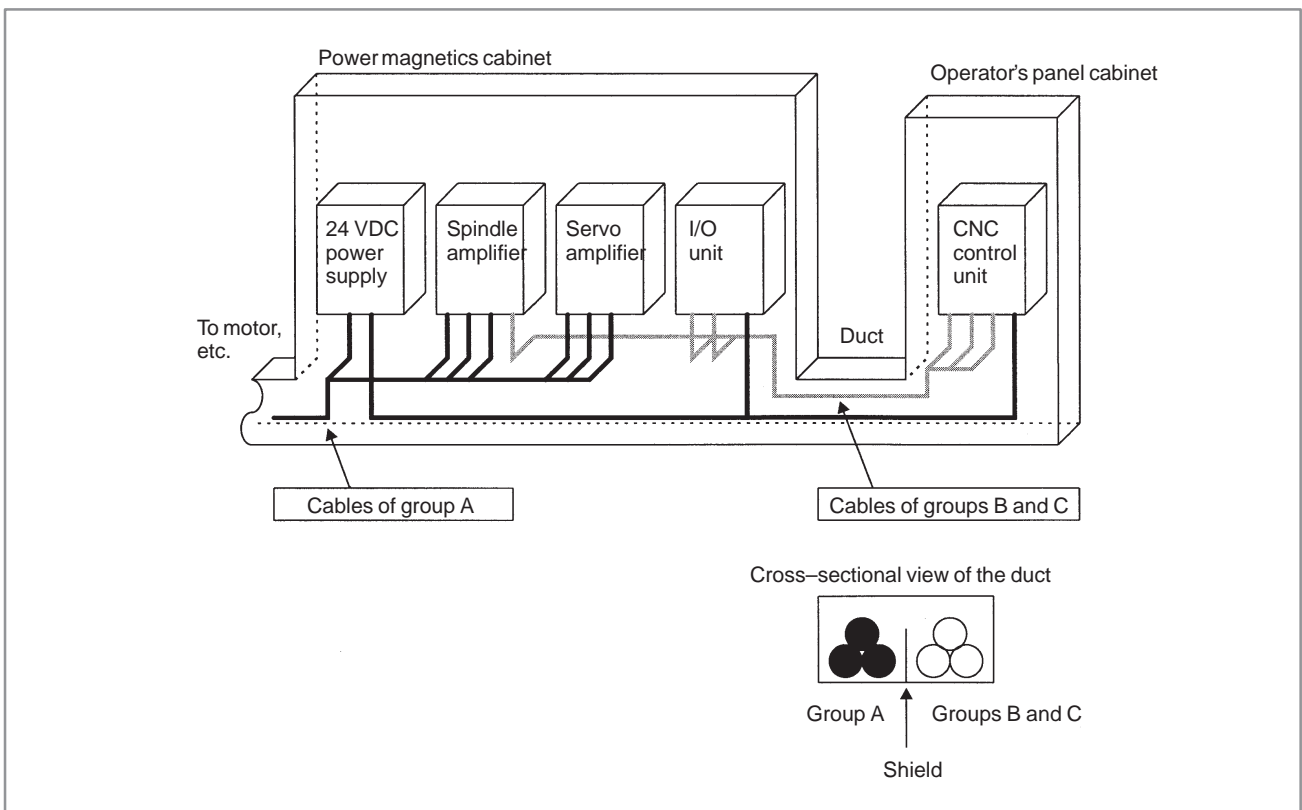 Power magnetics cabinet
Operator's panel cabinet
24 VDC
power
supply
Spindle
amplifier
Servo
amplifier
I/O
unit
CNC
control
unit
To motor,
etc.
Duct
Cables of group A
Cables of groups B and C
Cross–sectional view of the duct
Group A
Groups B and C
Shield